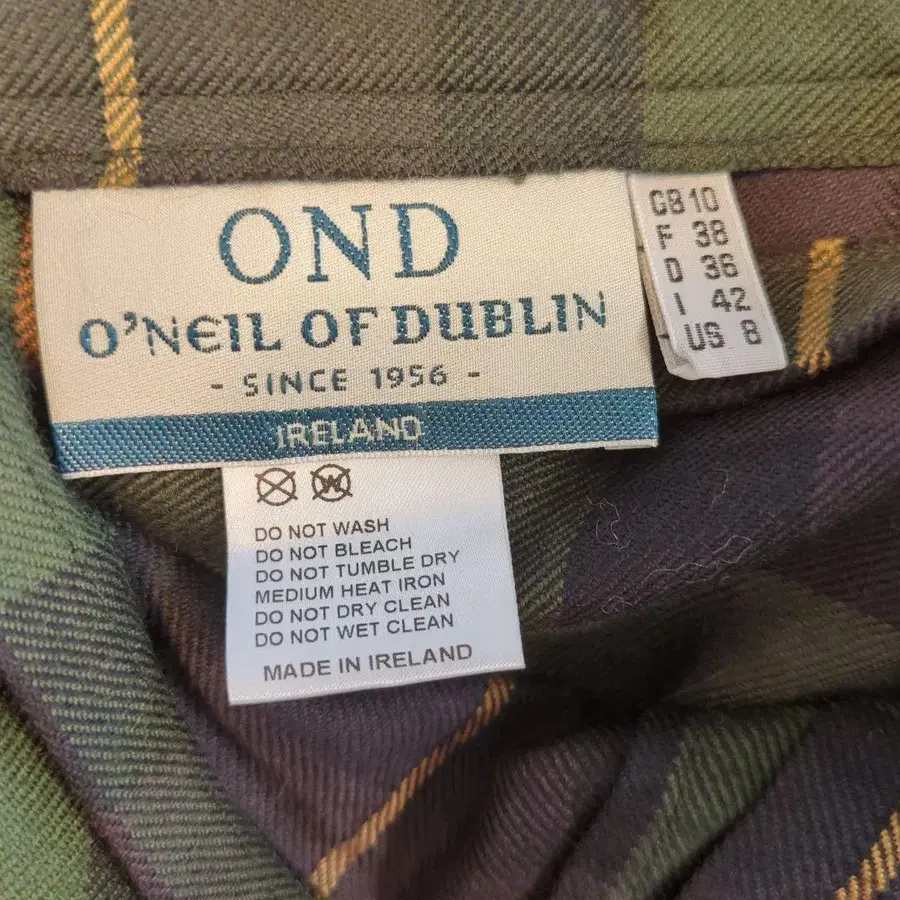 OND
O'NEIL OF DUBLIN
- SINCE 1956 -
IRELAND
GB 10
F 38
D 36
I 42
US 8
W
DO NOT WASH
DO NOT BLEACH
DO NOT TUMBLE DRY
MEDIUM HEAT IRON
DO NOT DRY CLEAN
DO NOT WET CLEAN
MADE IN IRELAND